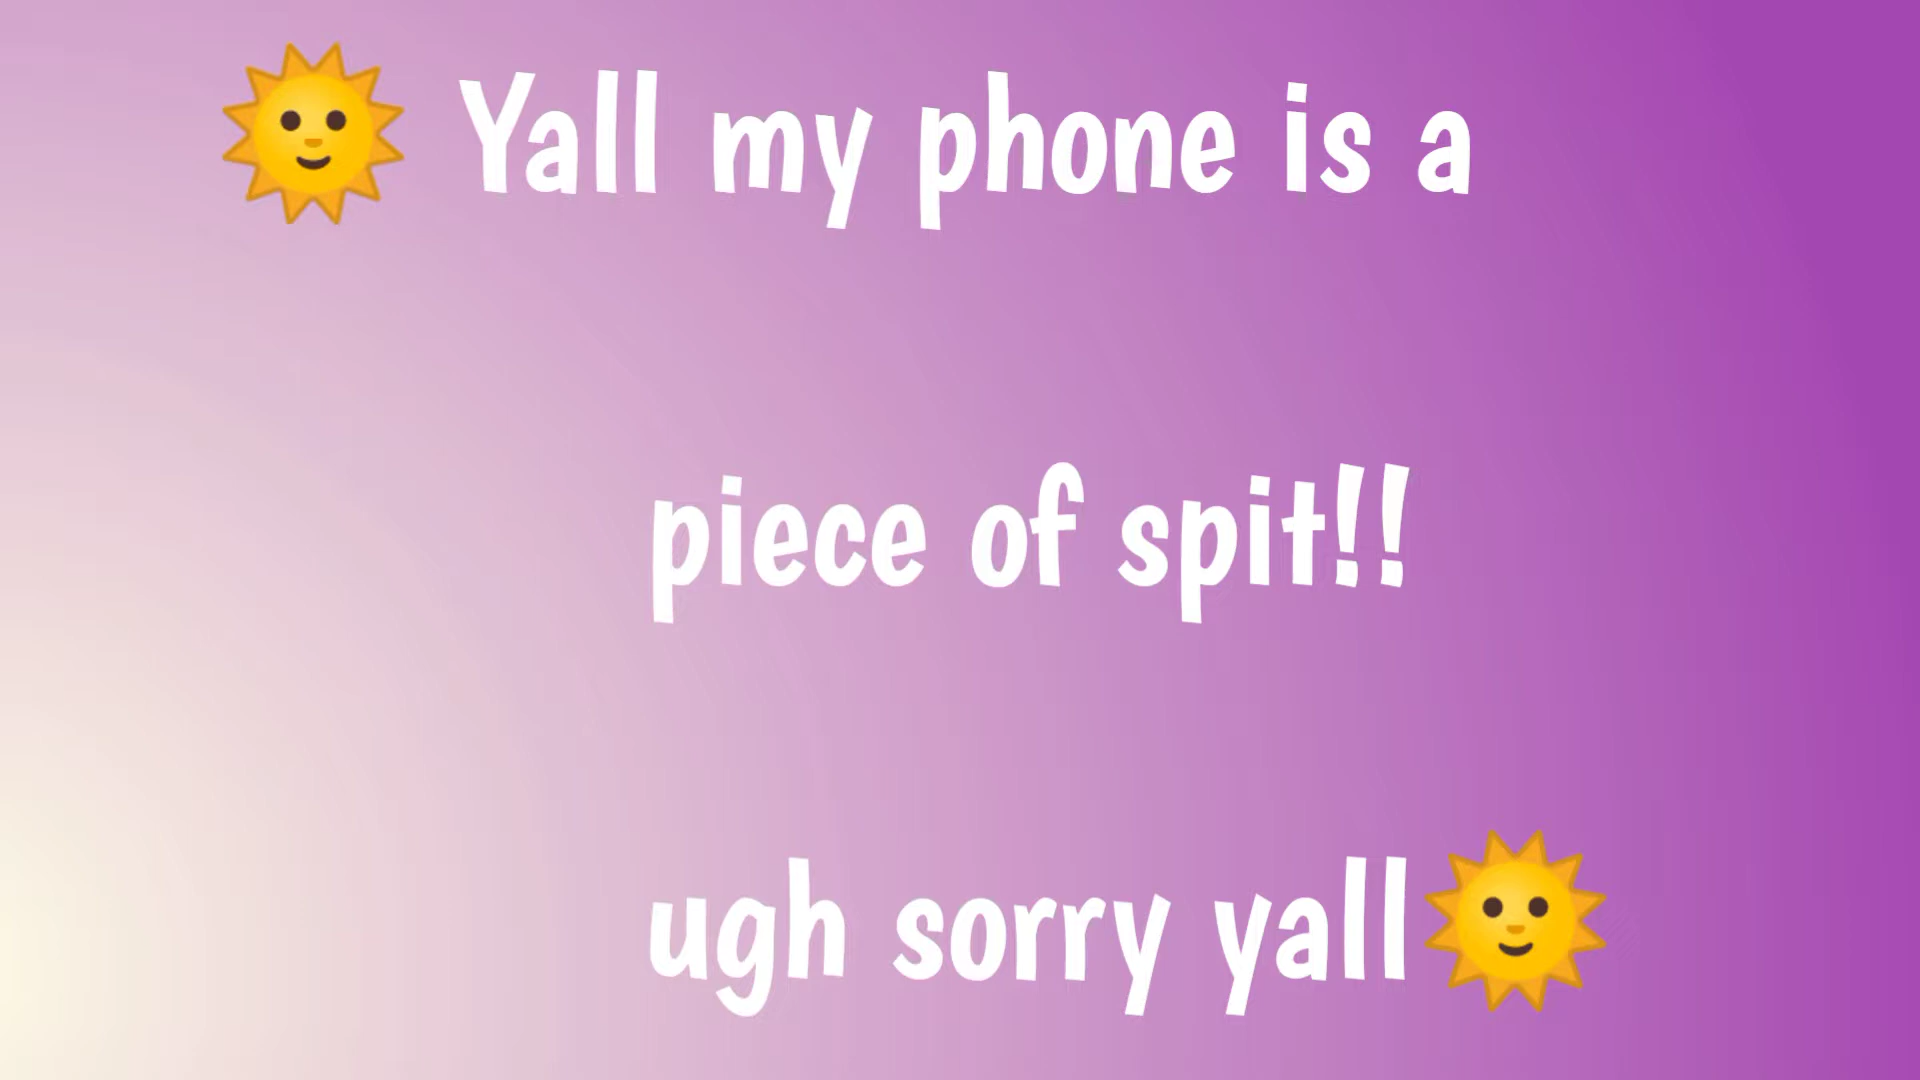 🌞 Yall my phone is a
piece of spit!!
ugh sorry yall🌞